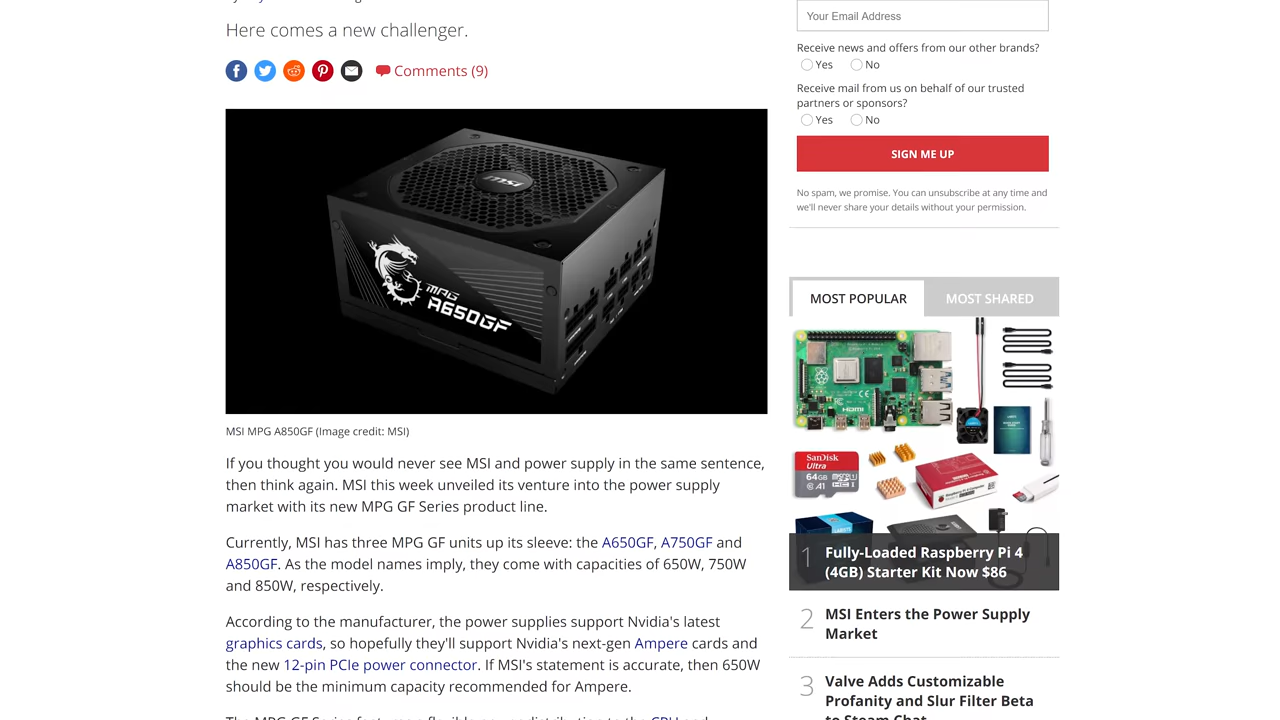 Here comes a new challenger.
Comments (9)
msi
MPG
A650GF
MSI MPG A850GF (Image credit: MSI)
If you thought you would never see MSI and power supply in the same sentence,
then think again. MSI this week unveiled its venture into the power supply
market with its new MPG GF Series product line.
Currently, MSI has three MPG GF units up its sleeve: the A650GF, A750GF and
A850GF. As the model names imply, they come with capacities of 650W, 750W
and 850W, respectively.
According to the manufacturer, the power supplies support Nvidia's latest
graphics cards, so hopefully they'll support Nvidia's next-gen Ampere cards and
the new 12-pin PCIe power connector. If MSI's statement is accurate, then 650W
should be the minimum capacity recommended for Ampere.
Your Email Address
Receive news and offers from our other brands?
Yes No
Receive mail from us on behalf of our trusted
partners or sponsors?
Yes No
SIGN ME UP
No spam, we promise. You can unsubscribe at any time and
we'll never share your details without your permission.
MOST POPULAR MOST SHARED
HDMI
SanDisk
Ultra
64GB
A1
1 Fully-Loaded Raspberry Pi 4
(4GB) Starter Kit Now $86
2 MSI Enters the Power Supply
Market
3 Valve Adds Customizable
Profanity and Slur Filter Beta
to Steam Chat